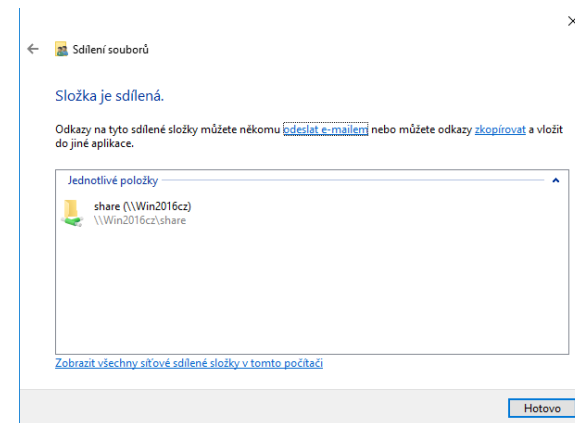 Sdílení souborů
Složka je sdílená.
Odkazy na tyto sdílené složky můžete někomu odeslat e-mailem nebo můžete odkazy zkopírovat a vložit
do jiné aplikace.
Jednotlivé položky
share (\\Win2016cz)
\\Win2016cz\share
Zobrazit všechny síťové sdílené složky v tomto počítači
Hotovo